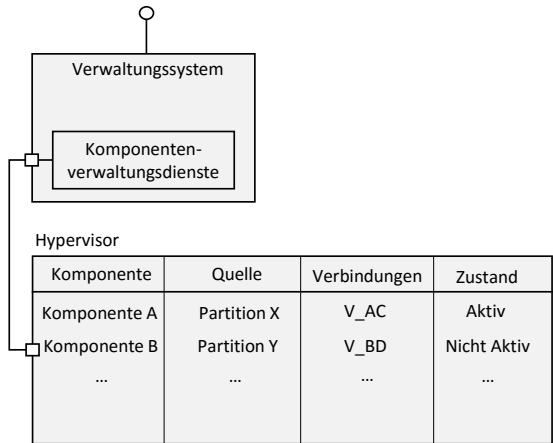 Verwaltungssystem
Komponenten-
verwaltungsdienste
Hypervisor
Komponente Quelle Verbindungen Zustand
Komponente A Partition X V_AC Aktiv
Komponente B Partition Y V_BD Nicht Aktiv
... ... ... ...